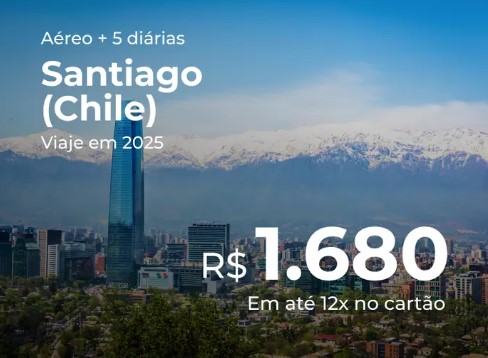 Aéreo + 5 diárias
Santiago
(Chile)
Viaje em 2025
R$ 1.680
Em até 12x no cartão